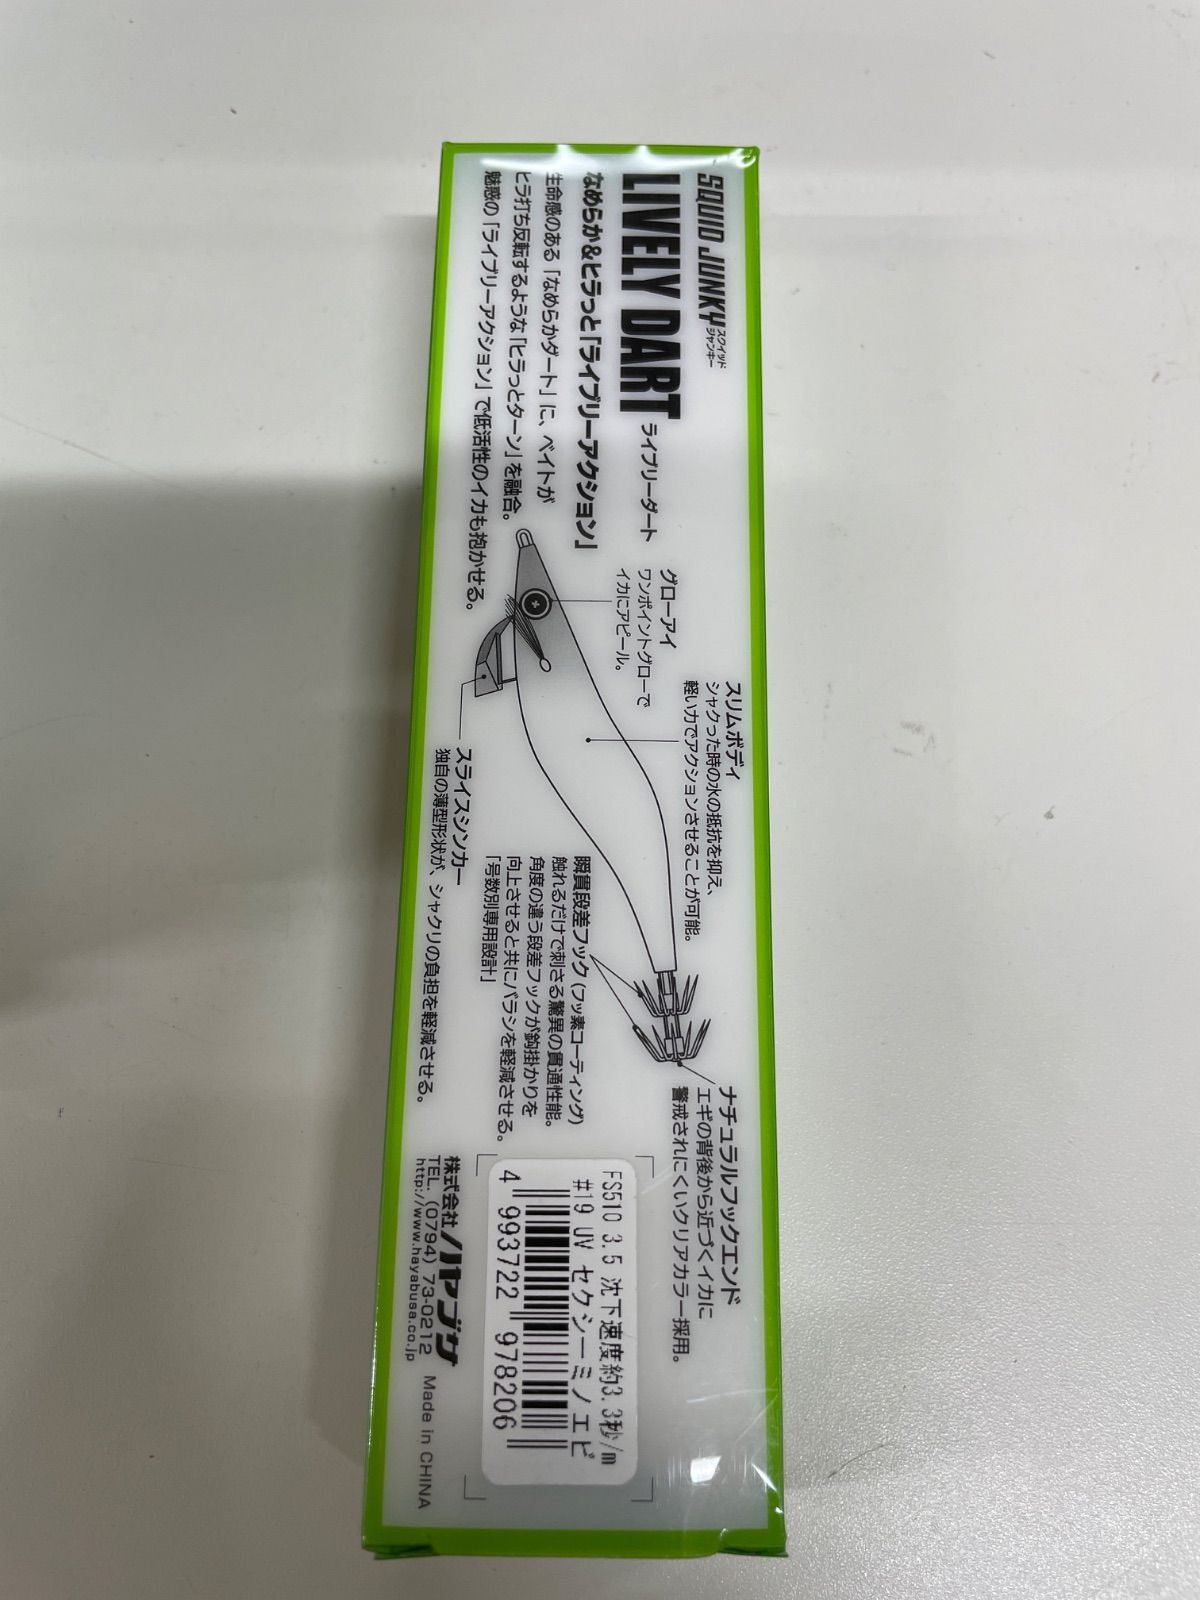 SQUID JUNKY スクイッド
ジャンキー
LIVELY DART ライブリーダート
なめらか&ヒラっと「ライブリーアクション」
生命感のある「なめらかダート」に、ベイトが
ヒラ打ち反転するような「ヒラっとターン」を融合。
魅惑の「ライブリーアクション」で低活性のイカも抱かせる。
グローアイ
ワンポイントグローで
イカにアピール。
スリムボディ
シャクった時の水の抵抗を抑え、
軽い力でアクションさせることが可能。
スライスシンカー
独自の薄型形状が、シャクリの負担を軽減させる。
瞬貫段差フック(フッ素コーティング)
触れるだけで刺さる驚異の貫通性能。
角度の違う段差フックが鈎掛かりを
向上させると共にバラシを軽減させる。
「号数別専用設計」
ナチュラルフックエンド
エギの背後から近づくイカに
警戒されにくいクリアカラー採用。
FS510 3.5 沈下速度約3.3秒/m
#19 UV セクシーミノエビ
4 993722 978206
株式会社ハヤブサ
TEL. (0794) 73-0212
http://www.hayabusa.co.jp
Made in CHINA